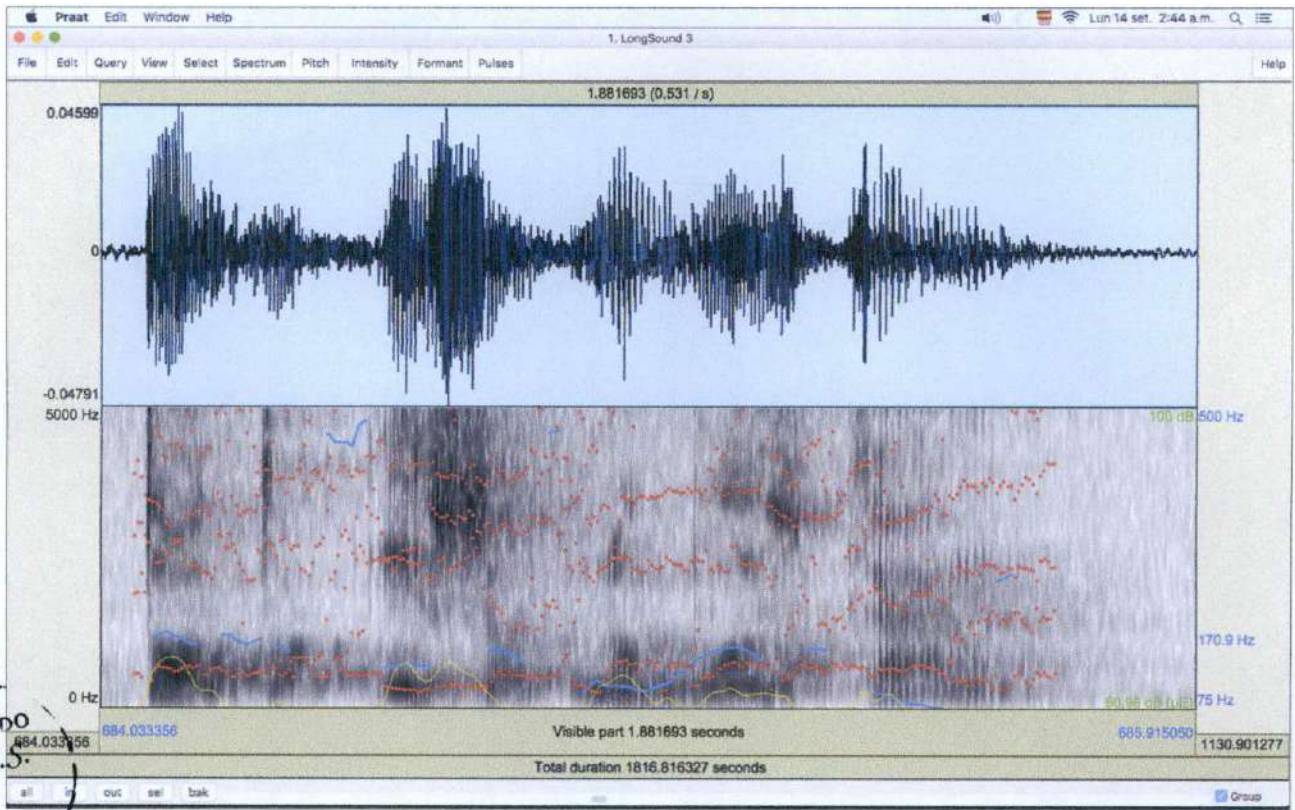 Praat Edit Window Help Lun 14 set. 2:44 a.m.
1. LongSound 3
File Edit Query View Select Spectrum Pitch Intensity Formant Pulses Help
1.881693 (0,531 / s)
0.04599
0
-0.04791
5000 Hz 100 dB 500 Hz
170.9 Hz
0 Hz 75 Hz
684.033356 Visible part 1.881693 seconds 685.915050
684.033356 1130.901277
Total duration 1816.816327 seconds
all in out sel bak Group